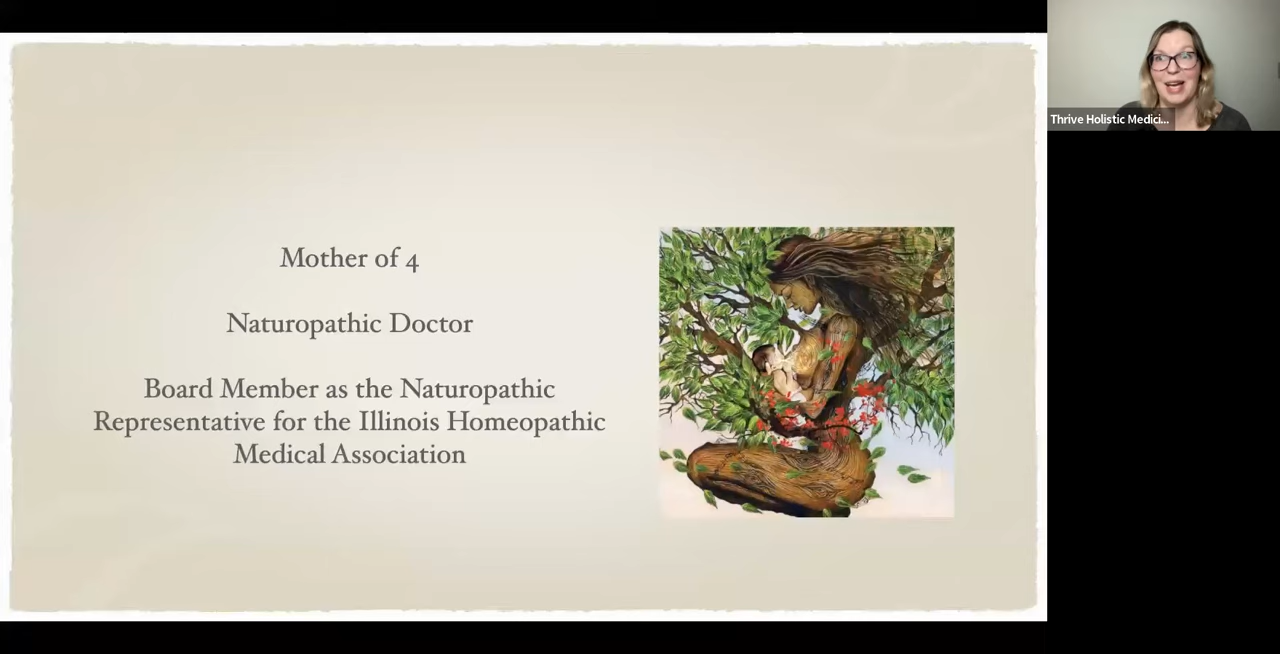 Mother of 4
Naturopathic Doctor
Board Member as the Naturopathic
Representative for the Illinois Homeopathic
Medical Association
Thrive Holistic Medici...